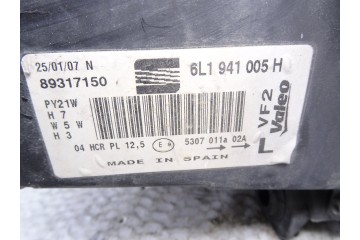 25/01/07 N
89317150
6L1 941 005 H
PY21W
H 7
W 5 W
H 3
04 HCR PL 12,5
5307 011a 02A
MADE IN SPAIN
L VF2
Valeo